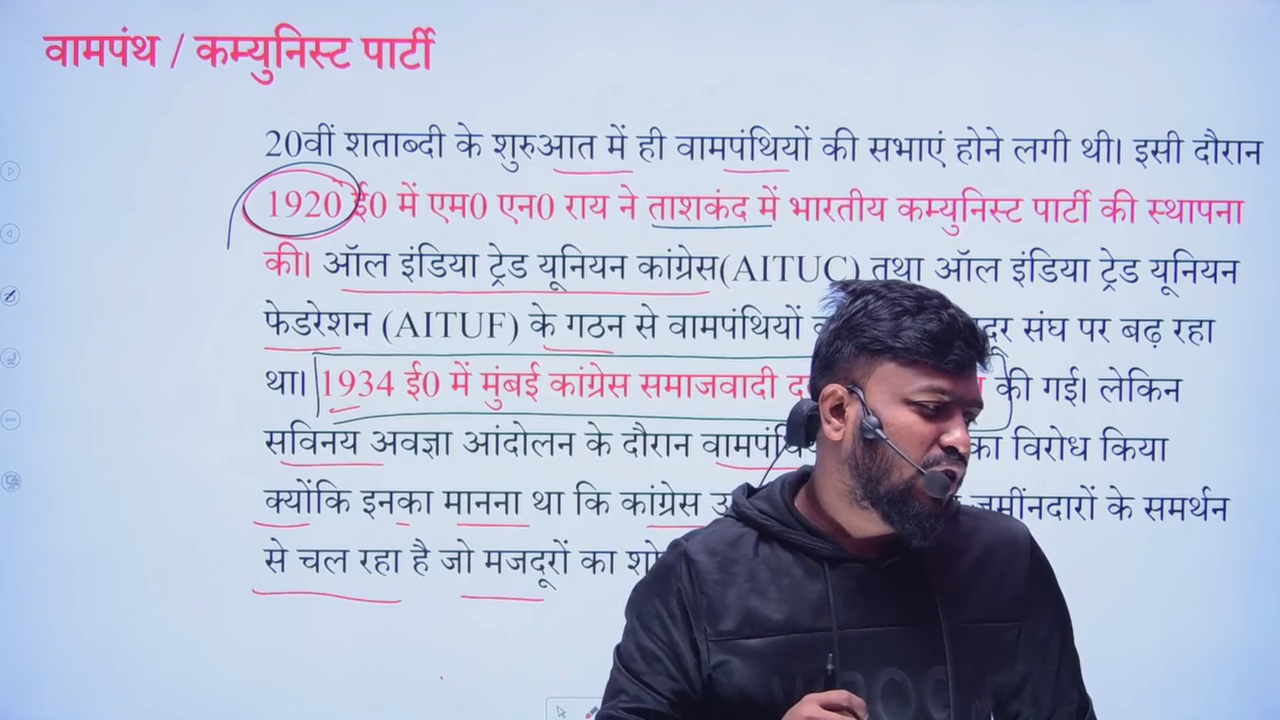 वामपंथ / कम्युनिस्ट पार्टी
20वीं शताब्दी के शुरुआत में ही वामपंथियों की सभाएं होने लगी थी। इसी दौरान
1920 ई0 में एम0 एन0 राय ने ताशकंद में भारतीय कम्युनिस्ट पार्टी की स्थापना
की। ऑल इंडिया ट्रेड यूनियन कांग्रेस(AITUC) तथा ऑल इंडिया ट्रेड यूनियन
फेडरेशन (AITUF) के गठन से वामपंथियों संघ पर बढ़ रहा
था। 1934 ई0 में मुंबई कांग्रेस समाजवादी की गई। लेकिन
सविनय अवज्ञा आंदोलन के दौरान का विरोध किया
क्योंकि इनका मानना था कि कांग्रेस जमींनदारों के समर्थन
से चल रहा है जो मजदूरों का